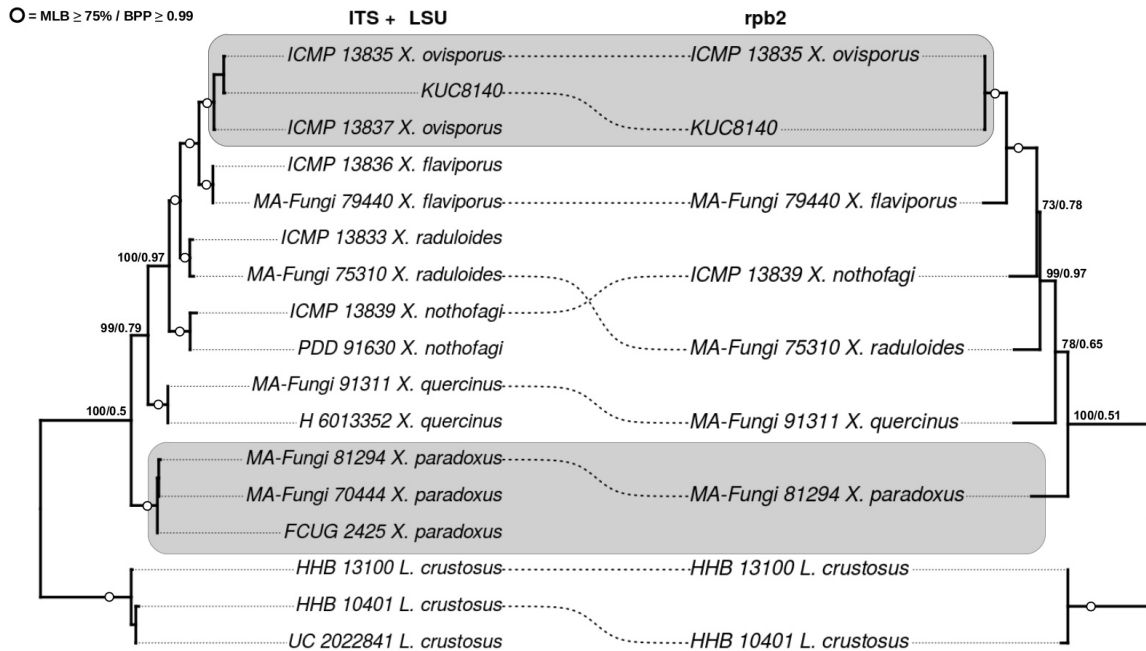 = MLB ≥ 75% / BPP ≥ 0.99
ITS + LSU
rpb2
ICMP 13835 X. ovisporus
ICMP 13835 X. ovisporus
KUC8140
ICMP 13837 X. ovisporus
KUC8140
ICMP 13836 X. flaviporus
MA-Fungi 79440 X. flaviporus
MA-Fungi 79440 X. flaviporus
73/0.78
ICMP 13833 X. raduloides
100/0.97
MA-Fungi 75310 X. raduloides
ICMP 13839 X. nothofagi
99/0.97
ICMP 13839 X. nothofagi
99/0.79
PDD 91630 X. nothofagi
MA-Fungi 75310 X. raduloides
78/0.65
MA-Fungi 91311 X. quercinus
100/0.5
H 6013352 X. quercinus
MA-Fungi 91311 X. quercinus
100/0.51
MA-Fungi 81294 X. paradoxus
MA-Fungi 70444 X. paradoxus
MA-Fungi 81294 X. paradoxus
FCUG 2425 X. paradoxus
HHB 13100 L. crustosus
HHB 13100 L. crustosus
HHB 10401 L. crustosus
UC 2022841 L. crustosus
HHB 10401 L. crustosus